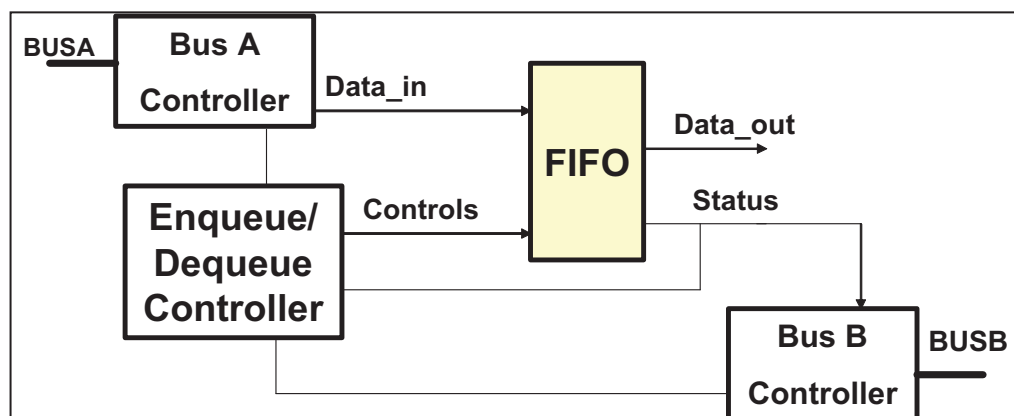 BUSA
Bus A
Controller
Data_in
FIFO
Data_out
Enqueue/
Dequeue
Controller
Controls
Status
Bus B
Controller
BUSB